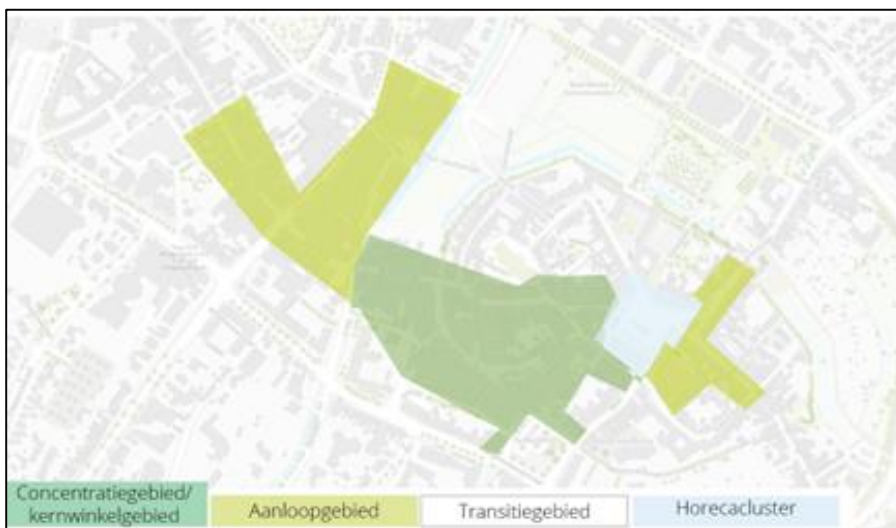 Concentratiegebied/
kernwinkelgebied
Aanloopgebied
Transitiegebied
Horecacluster